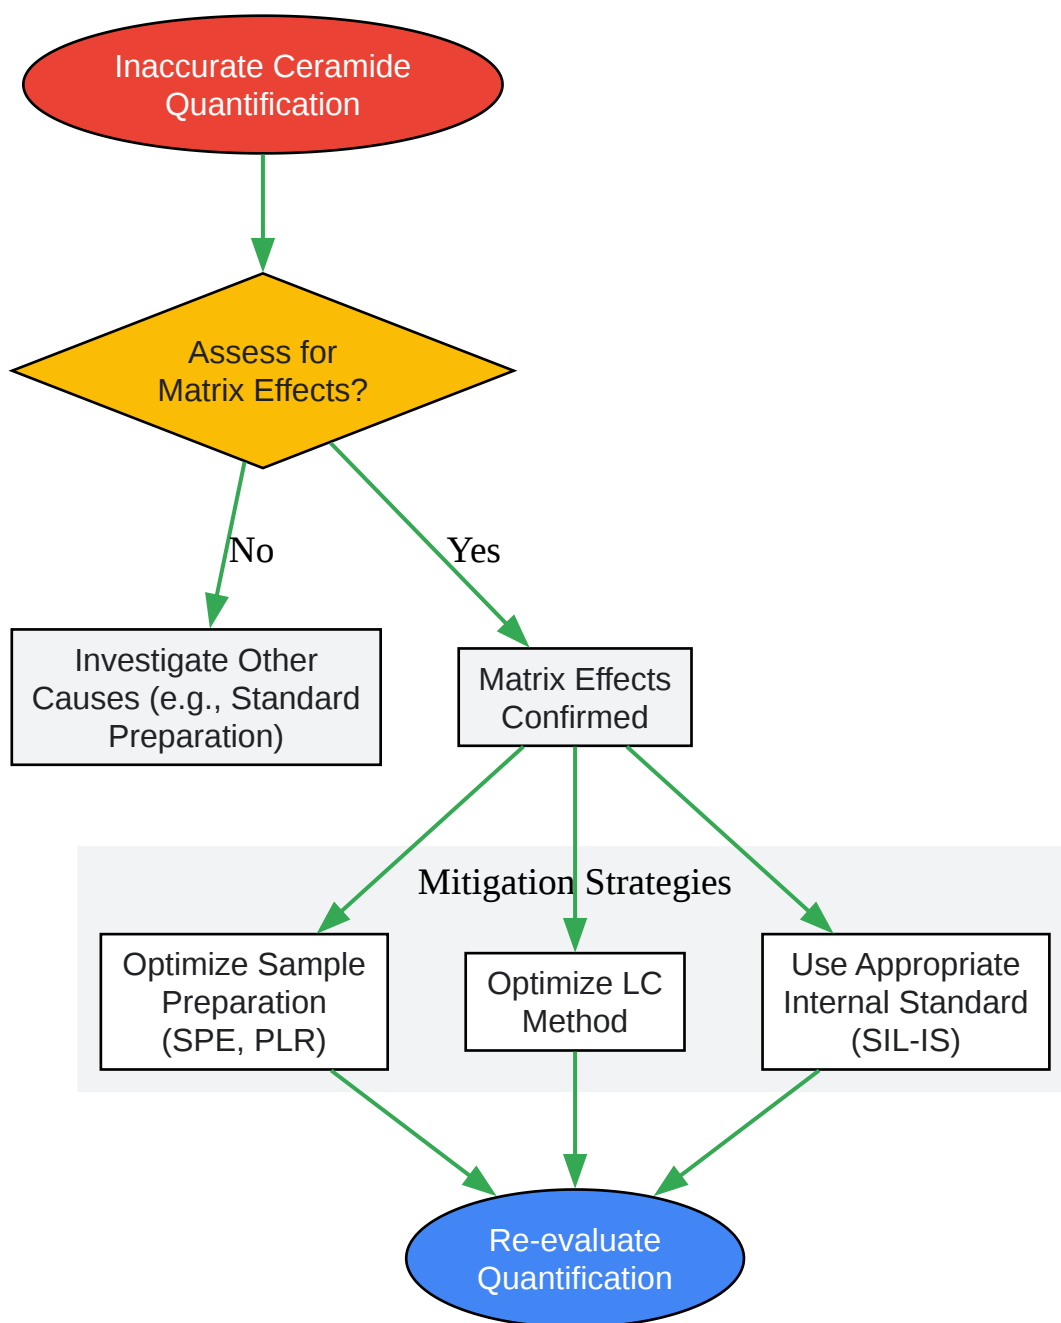 Inaccurate Ceramide
Quantification
Assess for
Matrix Effects?
No
Yes
Investigate Other
Causes (e.g., Standard
Preparation)
Matrix Effects
Confirmed
Mitigation Strategies
Optimize Sample
Preparation
(SPE, PLR)
Optimize LC
Method
Use Appropriate
Internal Standard
(SIL-IS)
Re-evaluate
Quantification